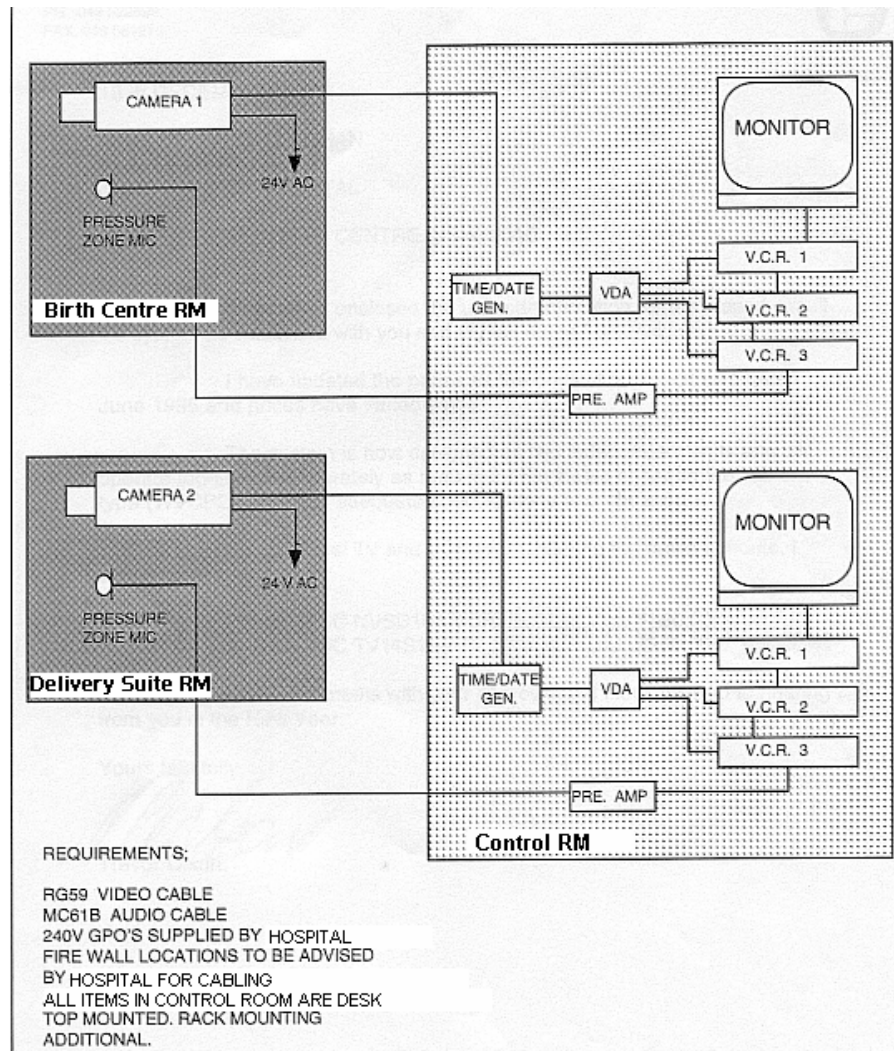 CAMERA 1
24V AC
PRESSURE
ZONE MIC
Birth Centre RM
MONITOR
V.C.R. 1
TIME/DATE
GEN.
VDA
V.C.R. 2
V.C.R. 3
PRE. AMP
CAMERA 2
24 V AC
PRESSURE
ZONE MIC
Delivery Suite RM
MONITOR
V.C.R. 1
TIME/DATE
GEN.
VDA
V.C.R. 2
V.C.R. 3
PRE. AMP
Control RM
REQUIREMENTS;
RG59 VIDEO CABLE
MC61B AUDIO CABLE
240V GPO'S SUPPLIED BY HOSPITAL
FIRE WALL LOCATIONS TO BE ADVISED
BY HOSPITAL FOR CABLING
ALL ITEMS IN CONTROL ROOM ARE DESK
TOP MOUNTED. RACK MOUNTING
ADDITIONAL.